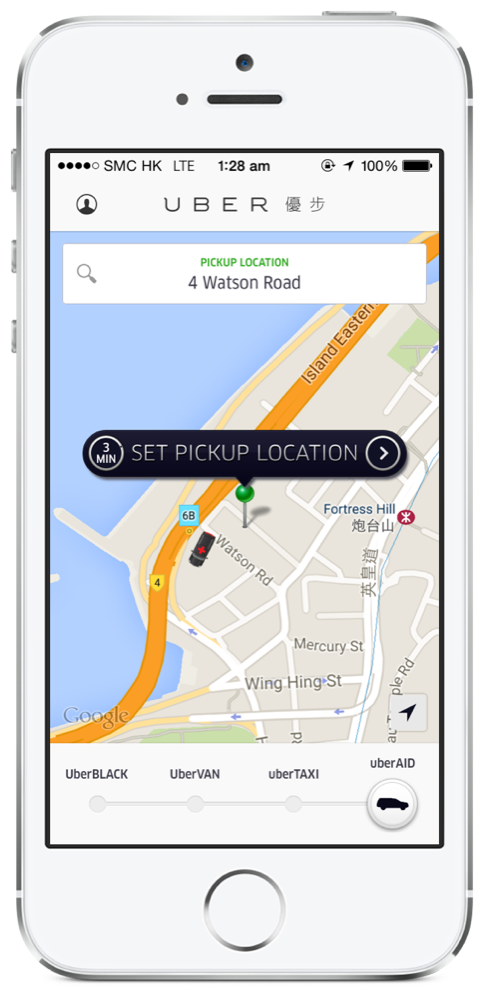 SMC HK LTE 1:28 am 100%
UBER 優步
PICKUP LOCATION
4 Watson Road
Island Eastern
3 MIN SET PICKUP LOCATION
Fortress Hill
炮台山
6B
Watson Rd
英皇道
4
Mercury St
Wing Hing St
Google
UberBLACK UberVAN uberTAXI uberAID